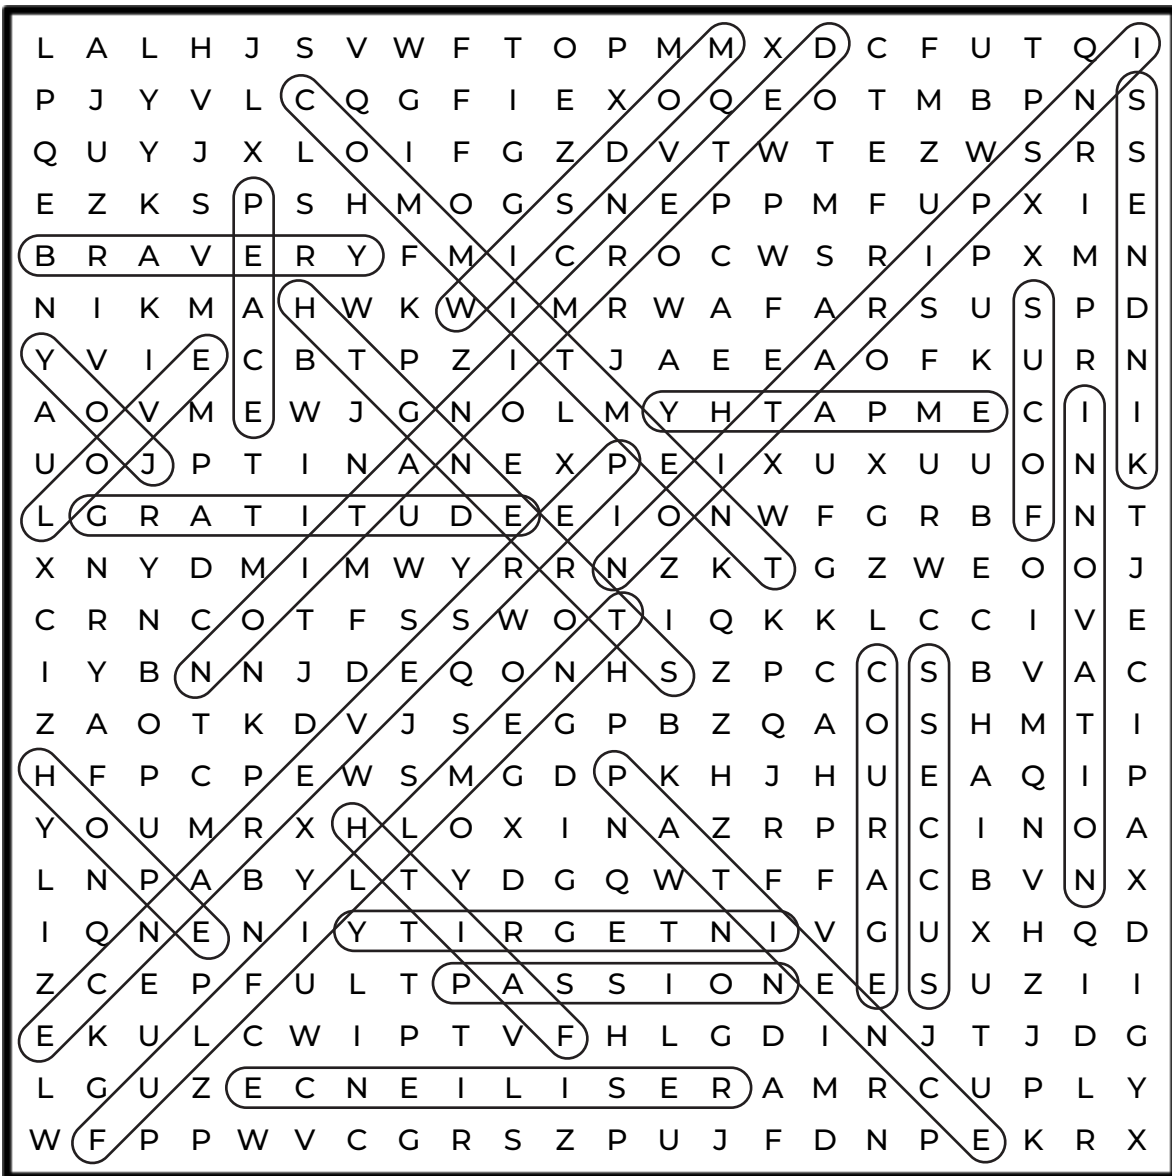 L A L H J S V W F T O P M M X D C F U T Q I
P J Y V L C Q G F I E X O Q E O T M B P N S
Q U Y J X L O I F G Z D V T W T E Z W S R S
E Z K S P S H M O G S N E P P M F U P X I E
B R A V E R Y F M I C R O C W S R I P X M N
N I K M A H W K W I M R W A F A R S U S P D
Y V I E C B T P Z I T J A E E A O F K U R N
A O V M E W J G N O L M Y H T A P M E C I I
U O J P T I N A N E X P E I X U X U U O N K
L G R A T I T U D E E I O N W F G R B F N T
X N Y D M I M W Y R R N Z K T G Z W E O O J
C R N C O T F S S W O T I Q K K L C C I V E
I Y B N N J D E Q O N H S Z P C C S B V A C
Z A O T K D V J S E G P B Z Q A O S H M T I
H F P C P E W S M G D P K H J H U E A Q I P
Y O U M R X H L O X I N A Z R P R C I N O A
L N P A B Y L T Y D G Q W T F F A C B V N X
I Q N E N I Y T I R G E T N I V G U X H Q D
Z C E P F U L T P A S S I O N E E S U Z I I
E K U L C W I P T V F H L G D I N J T J D G
L G U Z E C N E I L I S E R A M R C U P L Y
W F P P W V C G R S Z P U J F D N P E K R X